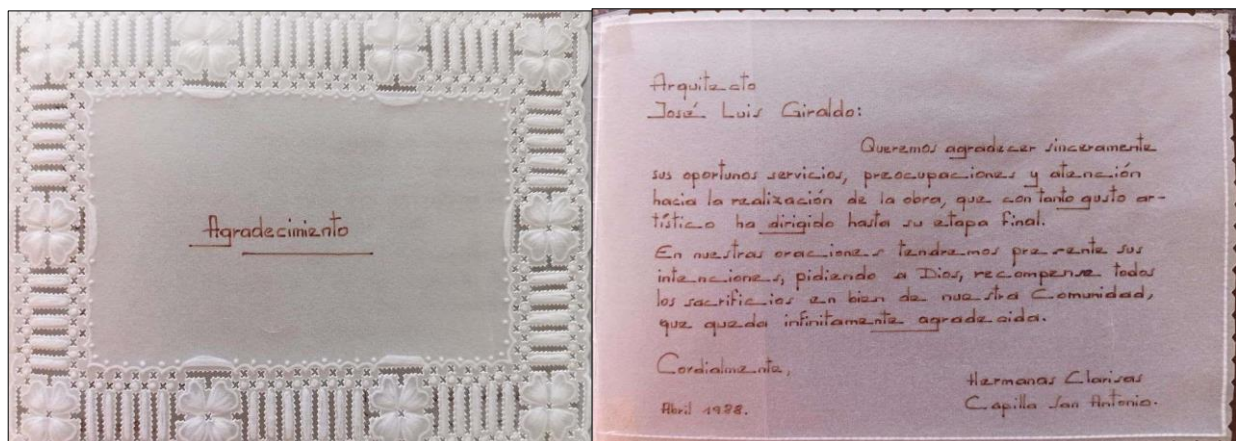 Agradecimiento
Arquitecto
José Luis Giraldo:
Queremos agradecer sinceramente
sus oportunos servicios, preocupaciones y atención
hacia la realización de la obra, que con tanto gusto ar-
tístico ha dirigido hasta su etapa final.
En nuestras oraciones tendremos presente sus
intenciones, pidiendo a Dios, recompense todos
los sacrificios en bien de nuestra Comunidad,
que queda infinitamente agradecida.
Cordialmente,
Hermanas Clarisas
Capilla San Antonio.
Abril 1988.